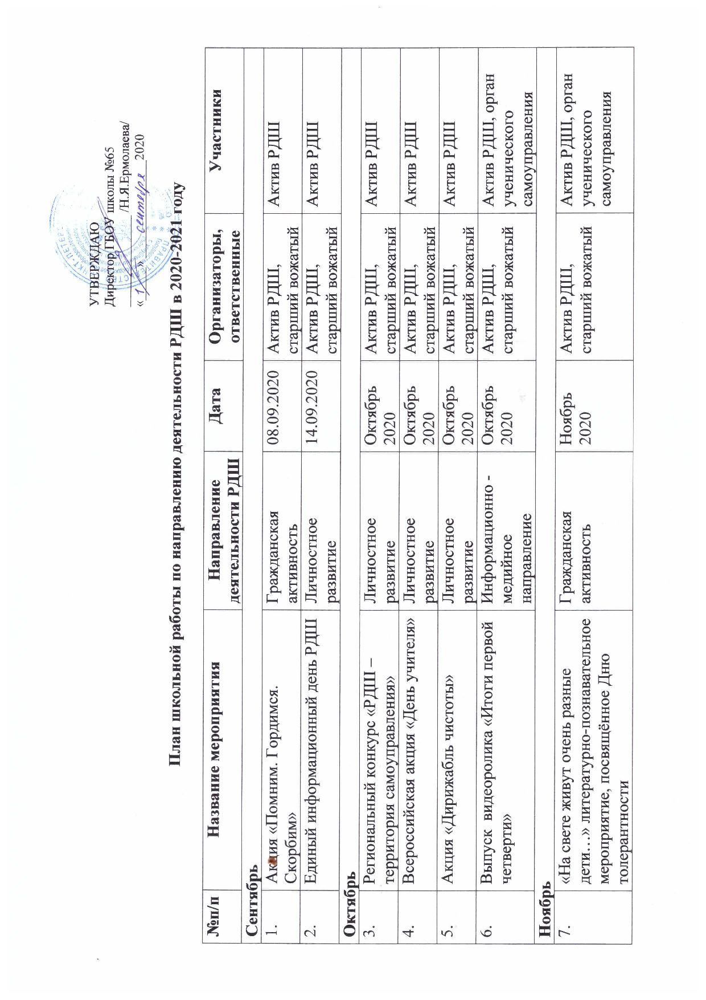 УТВЕРЖДАЮ
Директор ГБОУ школы №65
/Н.Я.Ермолаева/
«1» сентября 2020
План школьной работы по направлению деятельности РДШ в 2020-2021 году
№п/п Название мероприятия Направление деятельности РДШ Дата Организаторы, ответственные Участники
Сентябрь
1. Акция «Помним. Гордимся. Гражданская 08.09.2020 Актив РДШ, Актив РДШ
Скорбим» активность старший вожатый
2. Единый информационный день РДШ Личностное 14.09.2020 Актив РДШ, Актив РДШ
развитие старший вожатый
Октябрь
3. Региональный конкурс «РДШ – Личностное Октябрь Актив РДШ, Актив РДШ
территория самоуправления» развитие 2020 старший вожатый
4. Всероссийская акция «День учителя» Личностное Октябрь Актив РДШ, Актив РДШ
развитие 2020 старший вожатый
5. Акция «Дирижабль чистоты» Личностное Октябрь Актив РДШ, Актив РДШ
развитие 2020 старший вожатый
6. Выпуск видеоролика «Итоги первой Информационно - Октябрь Актив РДШ, Актив РДШ, орган
четверти» медийное 2020 старший вожатый ученического
направление самоуправления
Ноябрь
7. «На свете живут очень разные Гражданская Ноябрь Актив РДШ, Актив РДШ, орган
дети…» литературно-познавательное активность 2020 старший вожатый ученического
мероприятие, посвящённое Дню самоуправления
толерантности